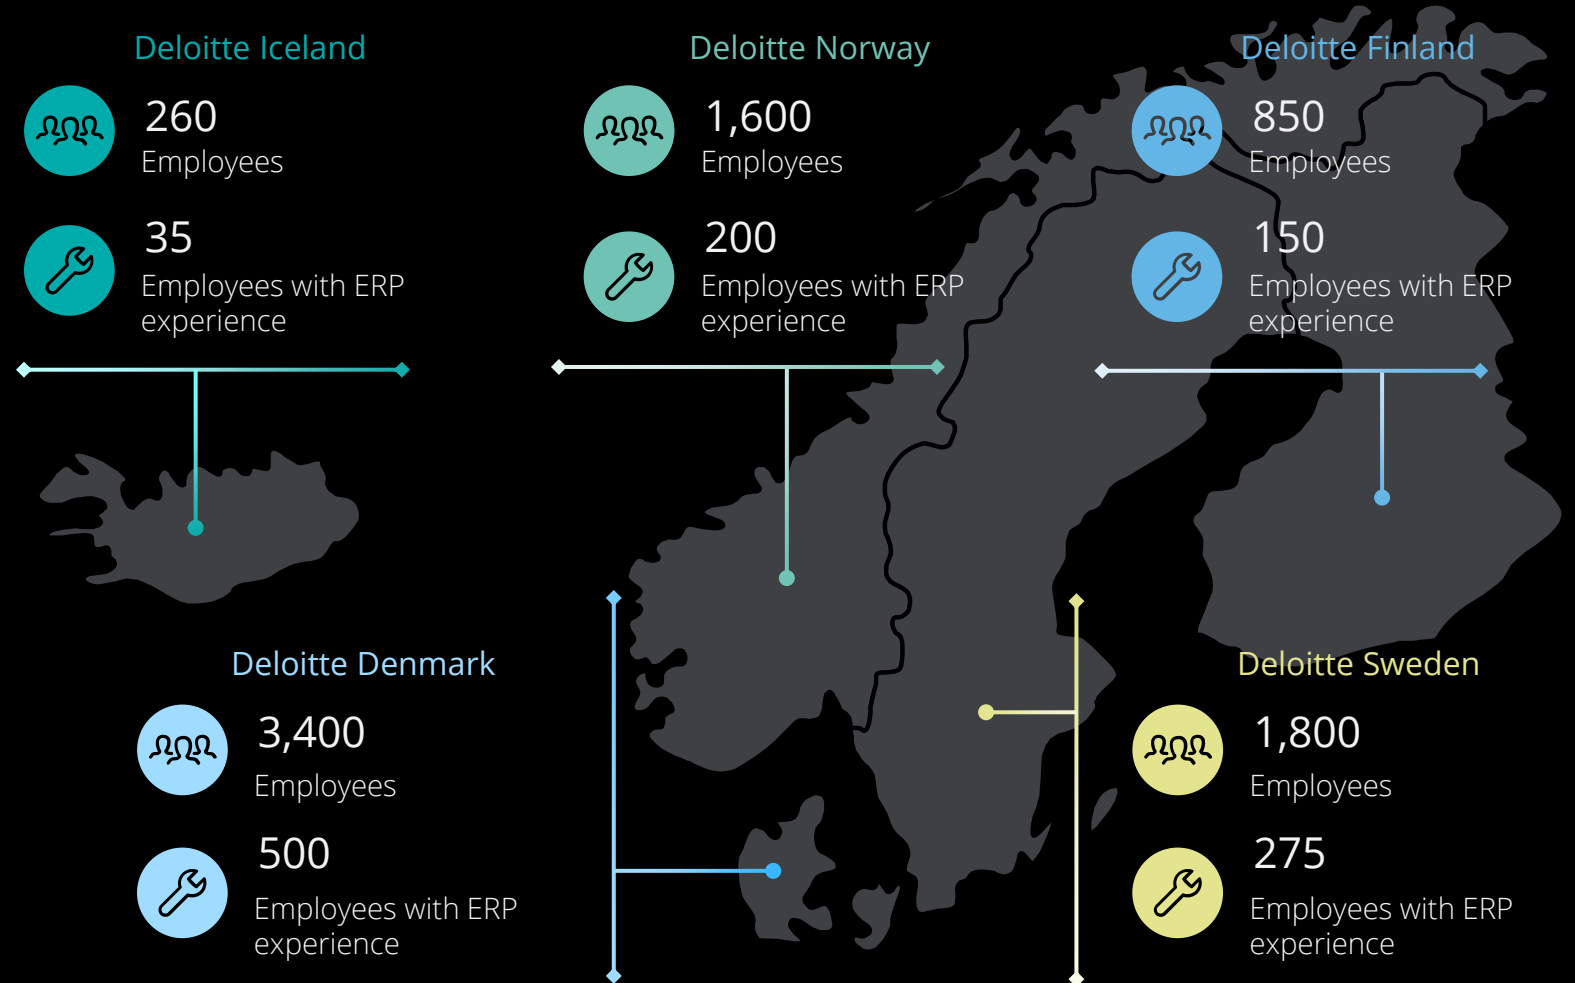 Deloitte Iceland
260
Employees
35
Employees with ERP
experience
Deloitte Norway
1,600
Employees
200
Employees with ERP
experience
Deloitte Finland
850
Employees
150
Employees with ERP
experience
Deloitte Denmark
3,400
Employees
500
Employees with ERP
experience
Deloitte Sweden
1,800
Employees
275
Employees with ERP
experience